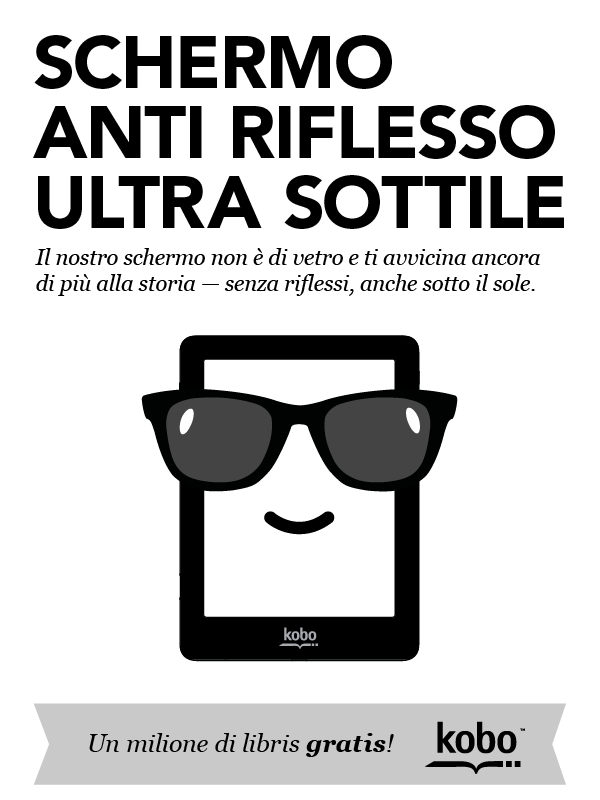 SCHERMO
ANTI RIFLESSO
ULTRA SOTTILE
Il nostro schermo non è di vetro e ti avvicina ancora
di più alla storia — senza riflessi, anche sotto il sole.
kobo
Un milione di libris gratis!
kobo™